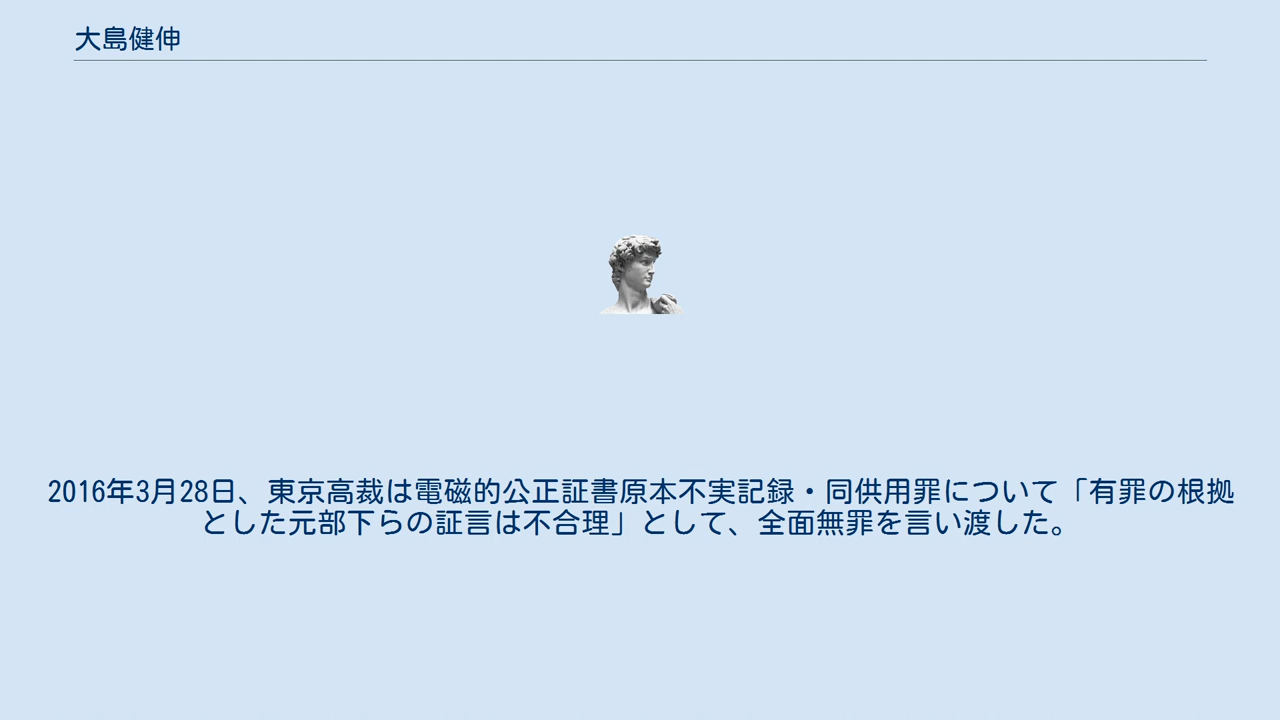 大島健伸
2016年3月28日、東京高裁は電磁的公正証書原本不実記録・同供用罪について「有罪の根拠
とした元部下らの証言は不合理」として、全面無罪を言い渡した。